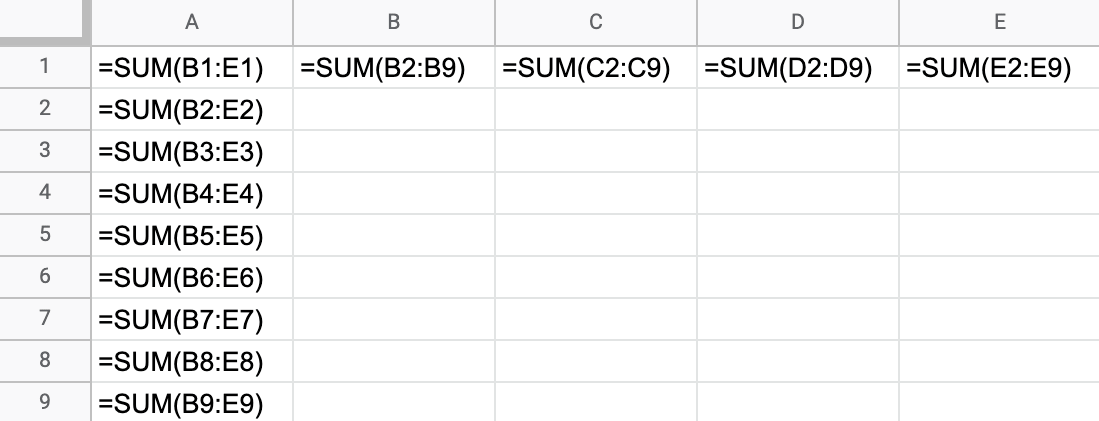 A B C D E
1 =SUM(B1:E1) =SUM(B2:B9) =SUM(C2:C9) =SUM(D2:D9) =SUM(E2:E9)
2 =SUM(B2:E2)
3 =SUM(B3:E3)
4 =SUM(B4:E4)
5 =SUM(B5:E5)
6 =SUM(B6:E6)
7 =SUM(B7:E7)
8 =SUM(B8:E8)
9 =SUM(B9:E9)